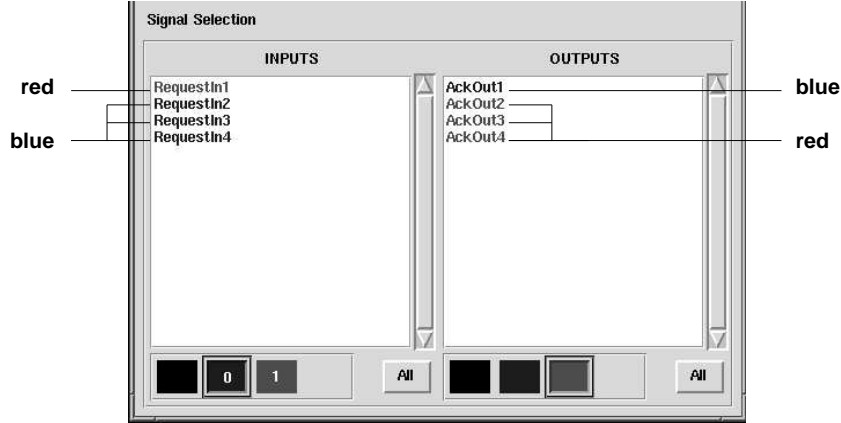 Signal Selection
INPUTS OUTPUTS
red RequestIn1 AckOut1 blue
RequestIn2 AckOut2
RequestIn3 AckOut3
blue RequestIn4 AckOut4 red
0 1 All All